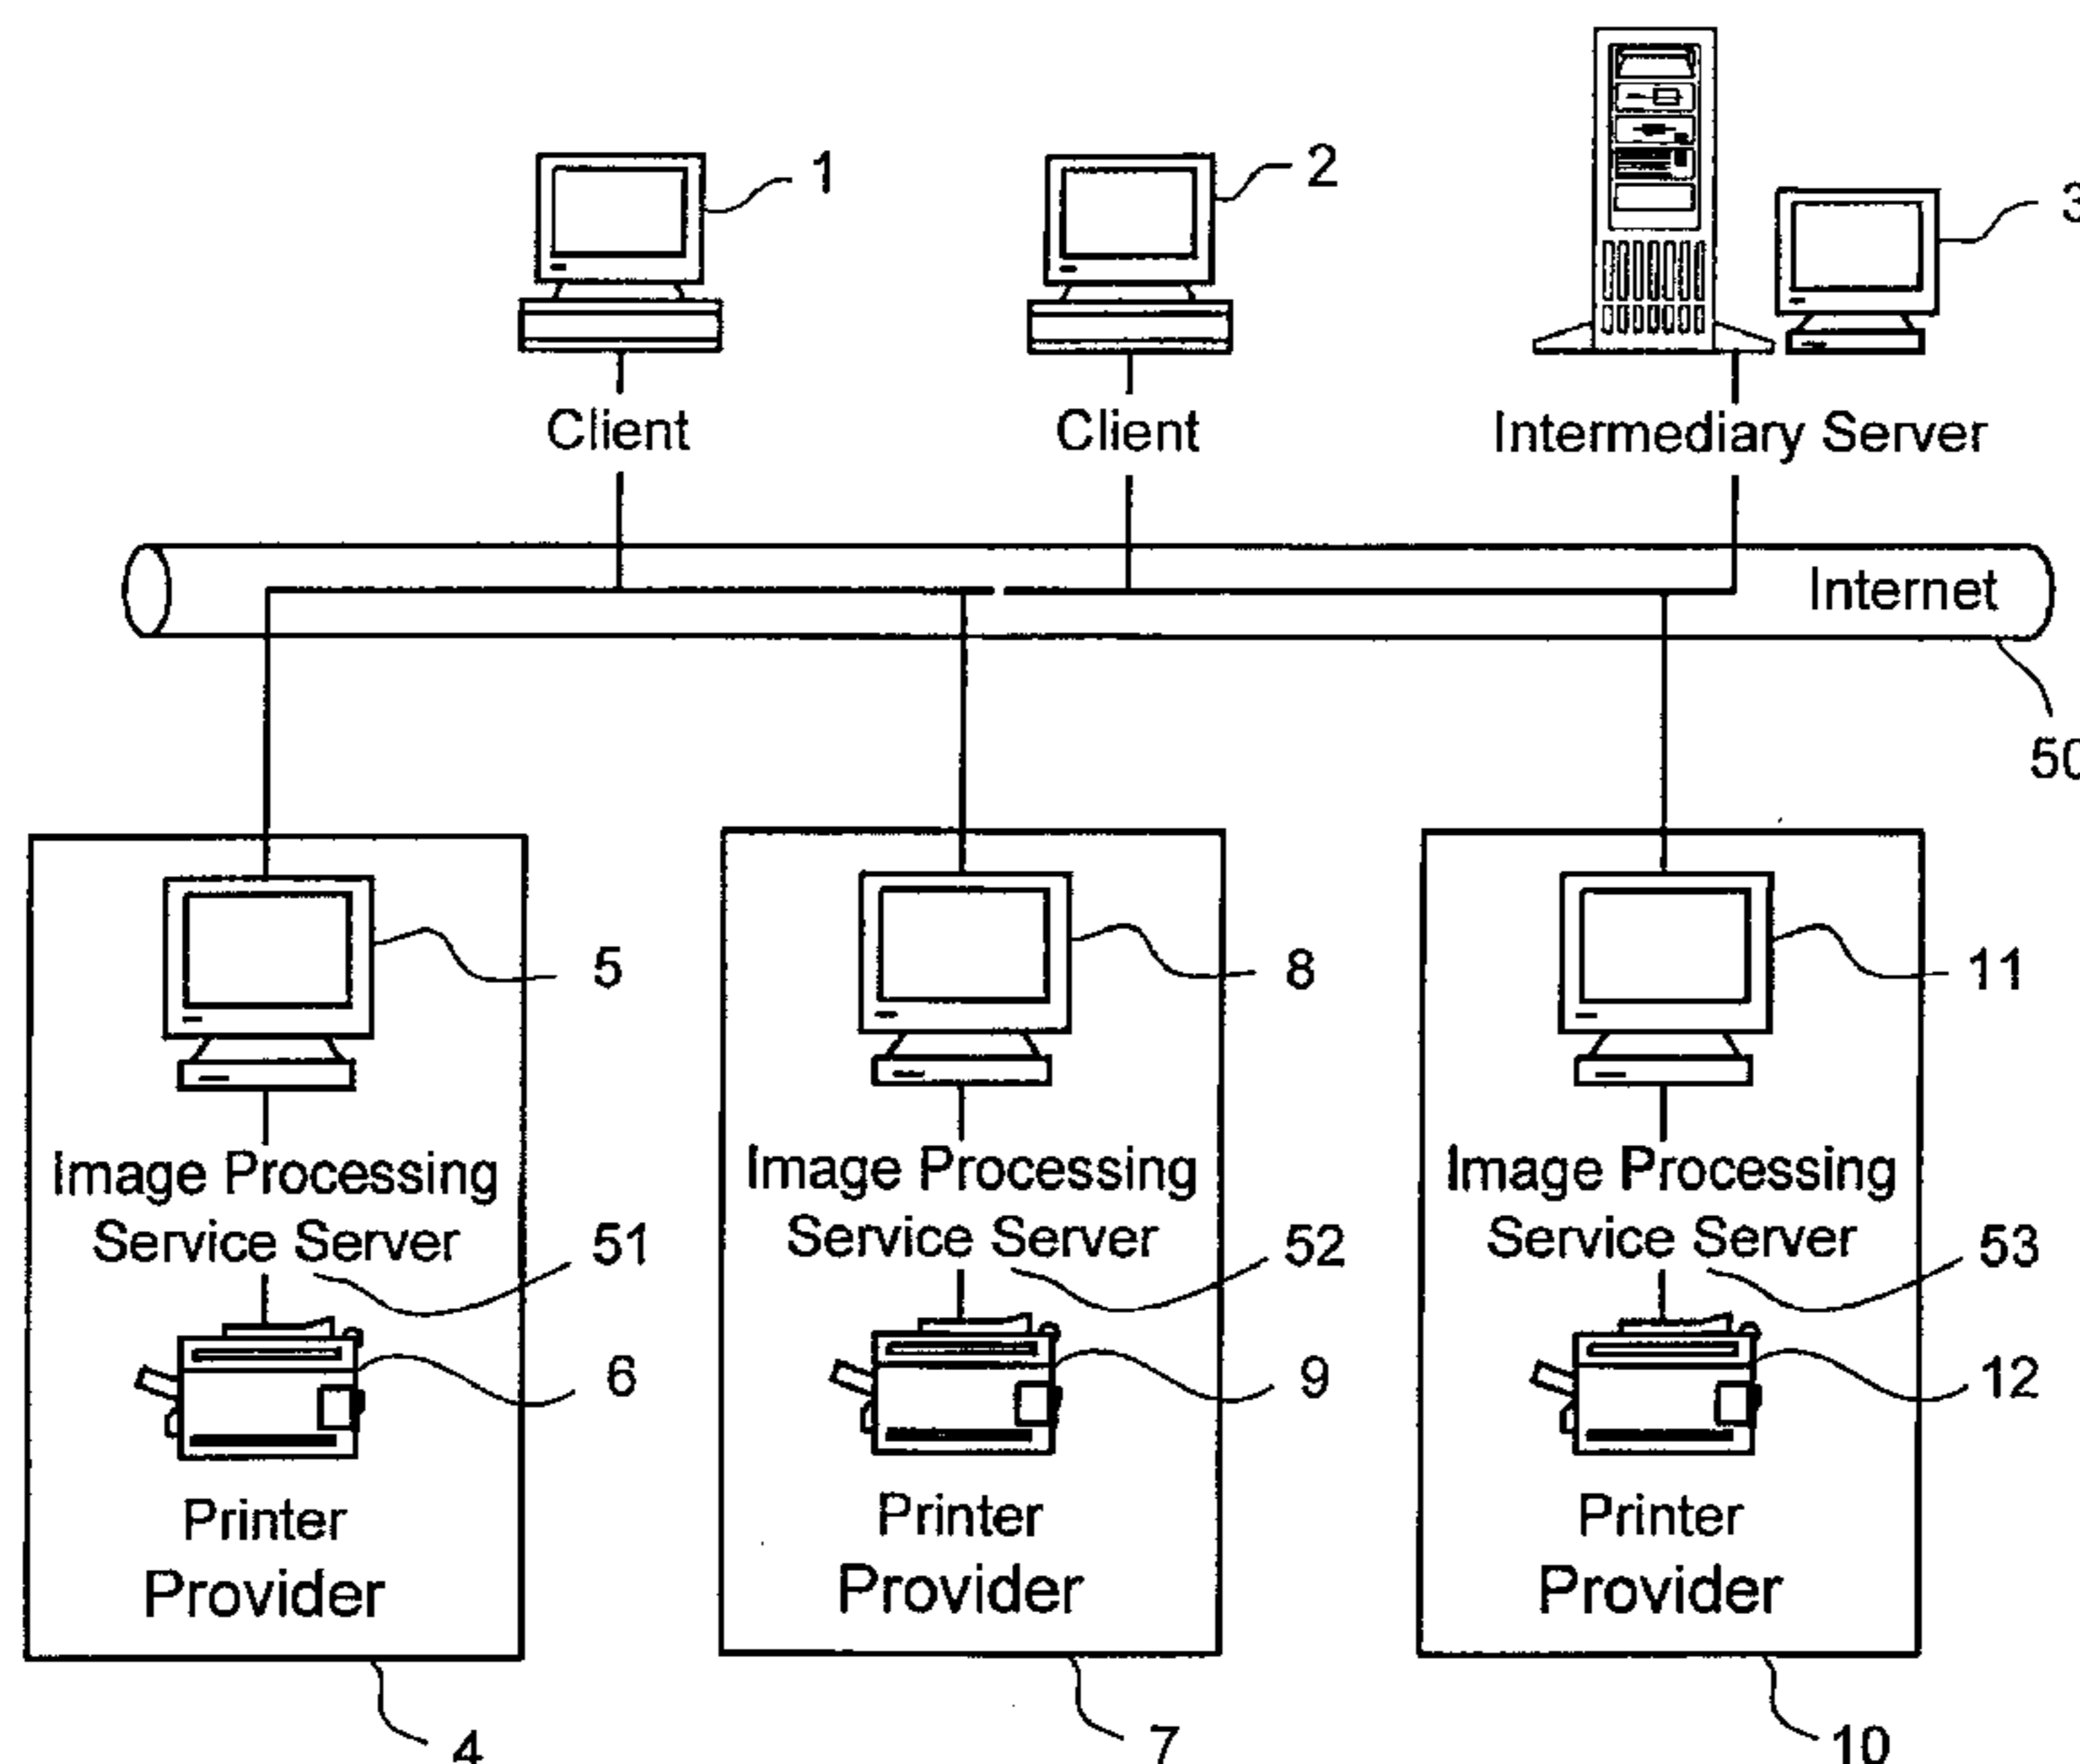 1
2
3
Client
Client
Intermediary Server
Internet
50
5
8
11
Image Processing
Service Server
51
Image Processing
Service Server
52
Image Processing
Service Server
53
6
9
12
Printer
Provider
Printer
Provider
Printer
Provider
4
7
10